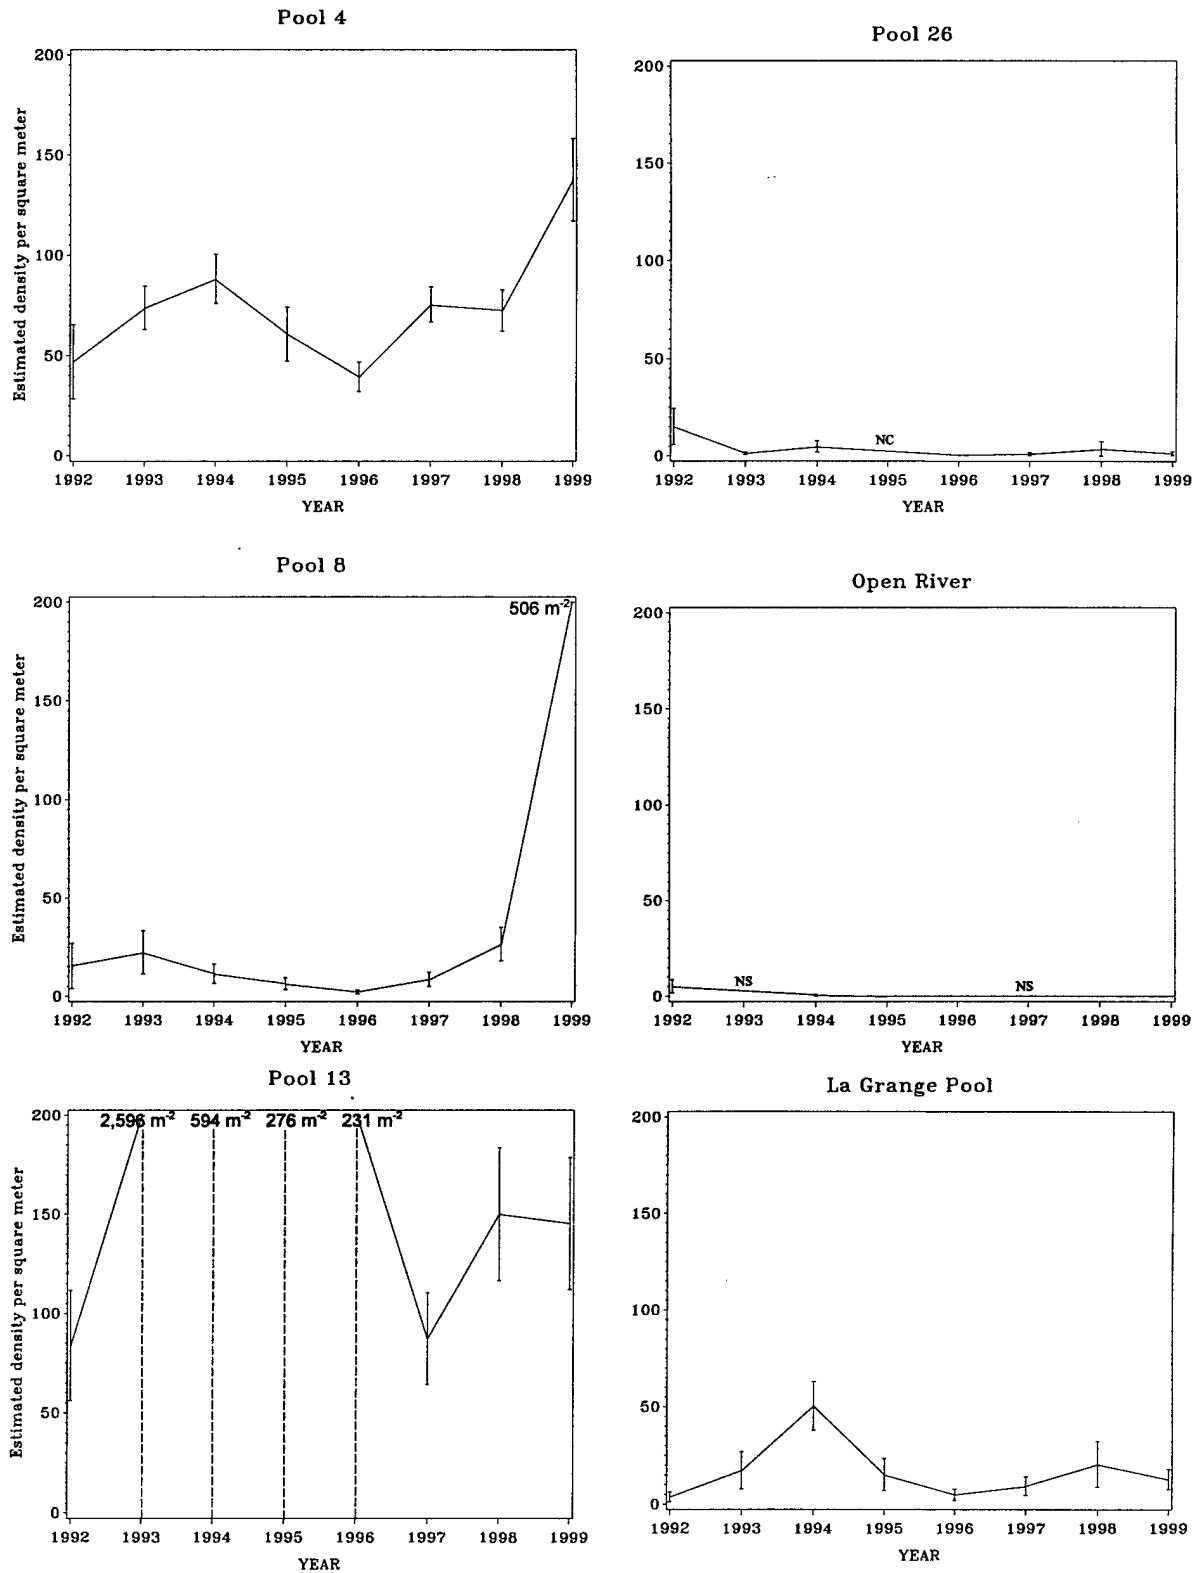 Pool 4
Estimated density per square meter
200
150
100
50
0
1992 1993 1994 1995 1996 1997 1998 1999
YEAR
Pool 26
200
150
100
50
0
NC
1992 1993 1994 1995 1996 1997 1998 1999
YEAR
Pool 8
Estimated density per square meter
200
150
100
50
0
506 m⁻²
1992 1993 1994 1995 1996 1997 1998 1999
YEAR
Open River
200
150
100
50
0
NS NS
1992 1993 1994 1995 1996 1997 1998 1999
YEAR
Pool 13
Estimated density per square meter
200
150
100
50
0
2,596 m⁻² 594 m⁻² 276 m⁻² 231 m⁻²
1992 1993 1994 1995 1996 1997 1998 1999
YEAR
La Grange Pool
200
150
100
50
0
1992 1993 1994 1995 1996 1997 1998 1999
YEAR